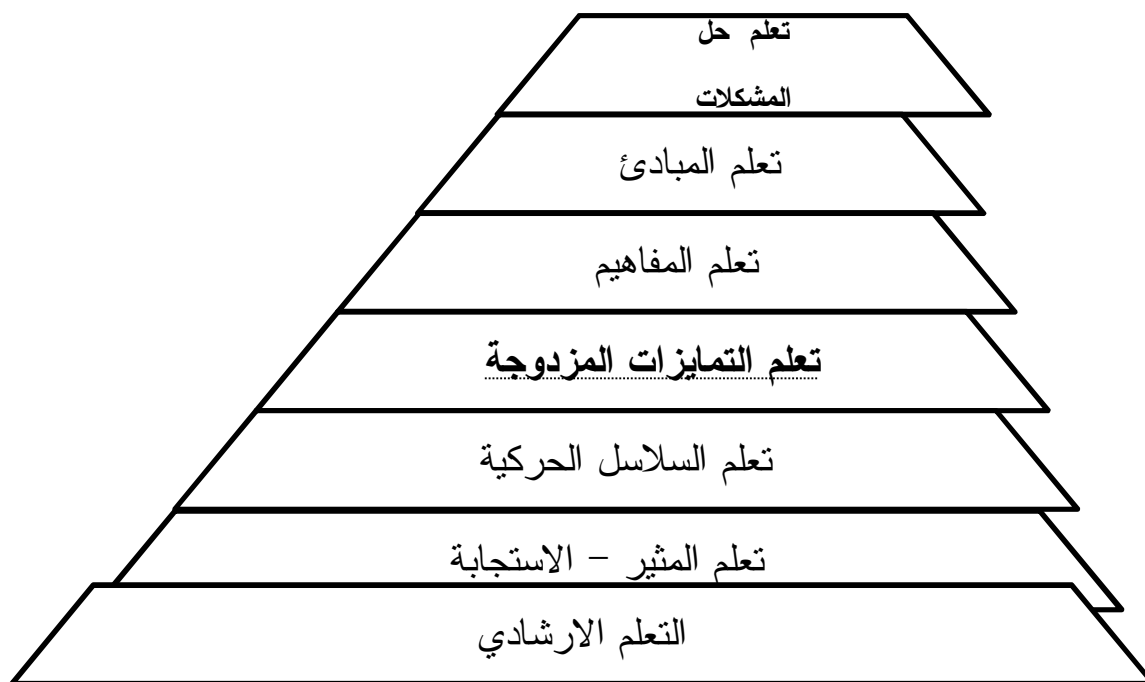 تعلم حل
المشكلات
تعلم المبادئ
تعلم المفاهيم
تعلم التمايزات المزدوجة
تعلم السلاسل الحركية
تعلم المثير – الاستجابة
التعلم الارشادي